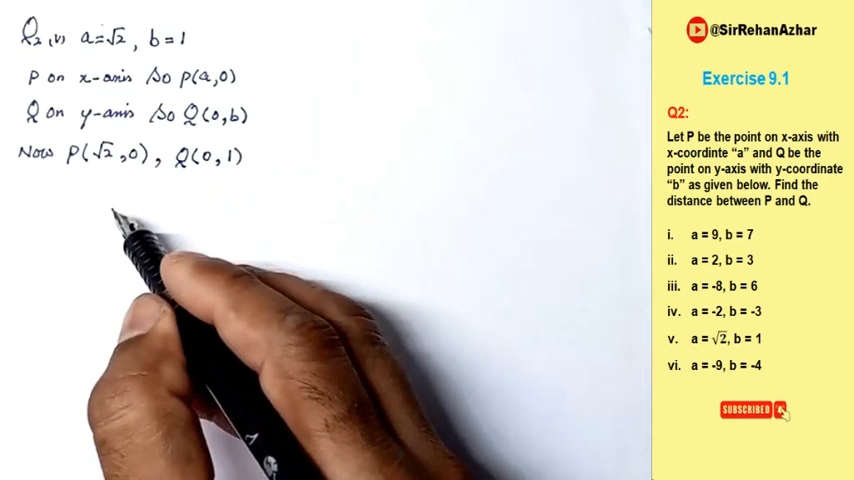 Q2 (v) a=√2, b=1
P on x-axis So P(a,0)
Q on y-axis So Q(0,b)
Now P(√2,0), Q(0,1)
@SirRehanAzhar
Exercise 9.1
Q2:
Let P be the point on x-axis with
x-coordinte “a” and Q be the
point on y-axis with y-coordinate
“b” as given below. Find the
distance between P and Q.
i. a = 9, b = 7
ii. a = 2, b = 3
iii. a = -8, b = 6
iv. a = -2, b = -3
v. a = √2, b = 1
vi. a = -9, b = -4
SUBSCRIBED